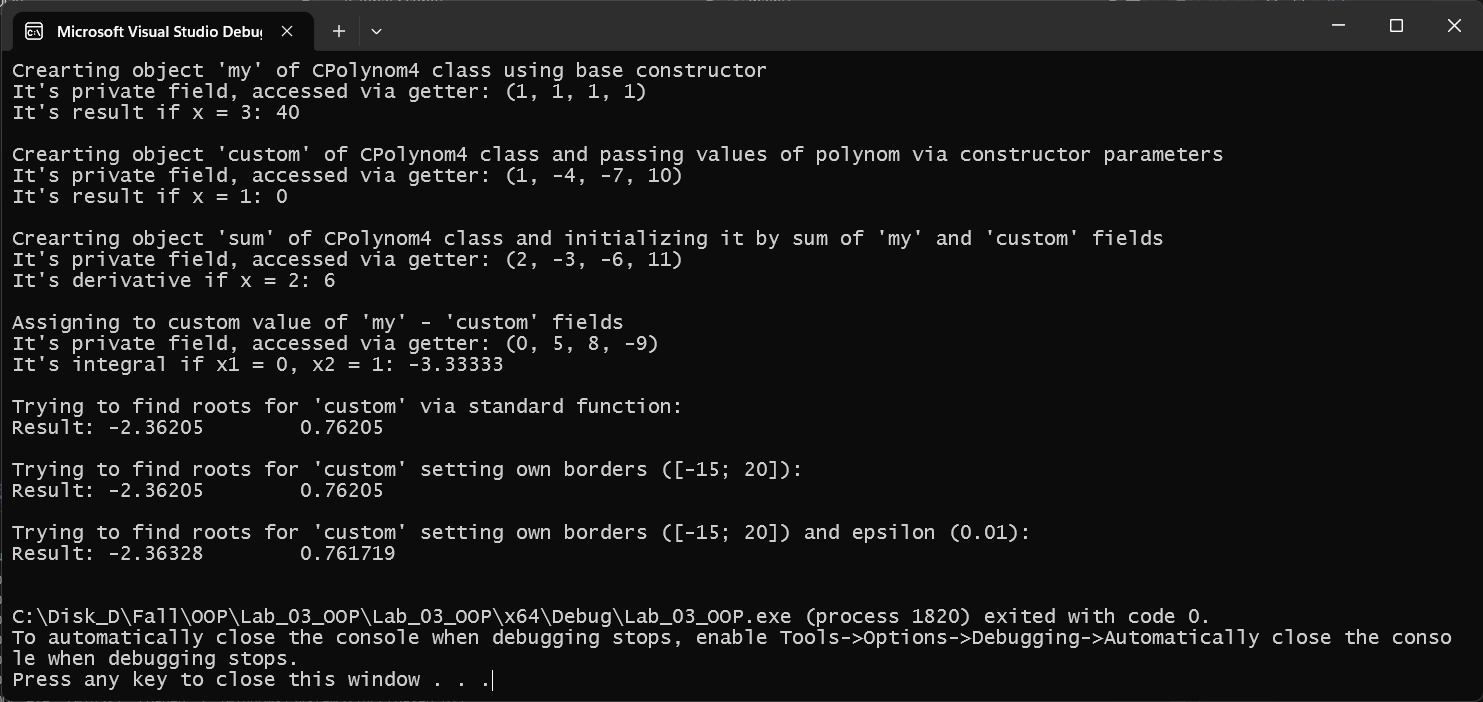 Microsoft Visual Studio Debu
Crearting object 'my' of CPolynom4 class using base constructor
It's private field, accessed via getter: (1, 1, 1, 1)
It's result if x = 3: 40
Crearting object 'custom' of CPolynom4 class and passing values of polynom via constructor parameters
It's private field, accessed via getter: (1, -4, -7, 10)
It's result if x = 1: 0
Crearting object 'sum' of CPolynom4 class and initializing it by sum of 'my' and 'custom' fields
It's private field, accessed via getter: (2, -3, -6, 11)
It's derivative if x = 2: 6
Assigning to custom value of 'my' - 'custom' fields
It's private field, accessed via getter: (0, 5, 8, -9)
It's integral if x1 = 0, x2 = 1: -3.33333
Trying to find roots for 'custom' via standard function:
Result: -2.36205        0.76205
Trying to find roots for 'custom' setting own borders ([-15; 20]):
Result: -2.36205        0.76205
Trying to find roots for 'custom' setting own borders ([-15; 20]) and epsilon (0.01):
Result: -2.36328        0.761719
C:\Disk_D\Fall\OOP\Lab_03_OOP\Lab_03_OOP\x64\Debug\Lab_03_OOP.exe (process 1820) exited with code 0.
To automatically close the console when debugging stops, enable Tools->Options->Debugging->Automatically close the conso
le when debugging stops.
Press any key to close this window . . .